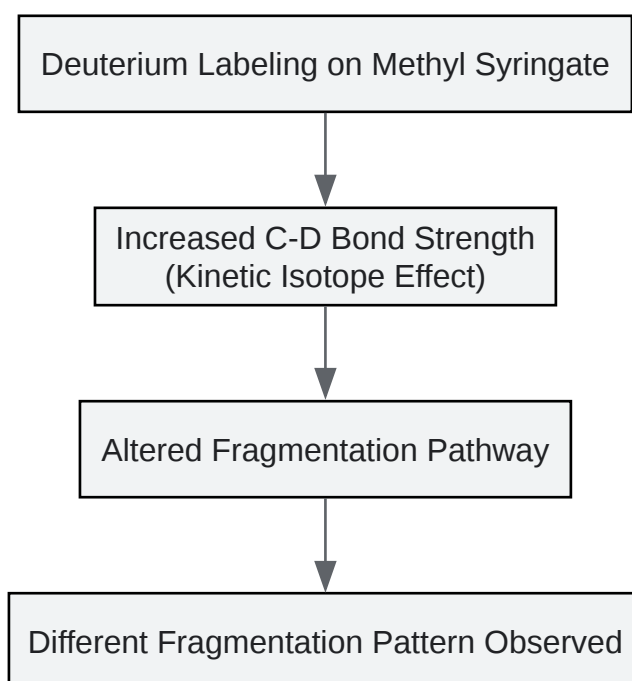 Deuterium Labeling on Methyl Syringate
Increased C-D Bond Strength
(Kinetic Isotope Effect)
Altered Fragmentation Pathway
Different Fragmentation Pattern Observed